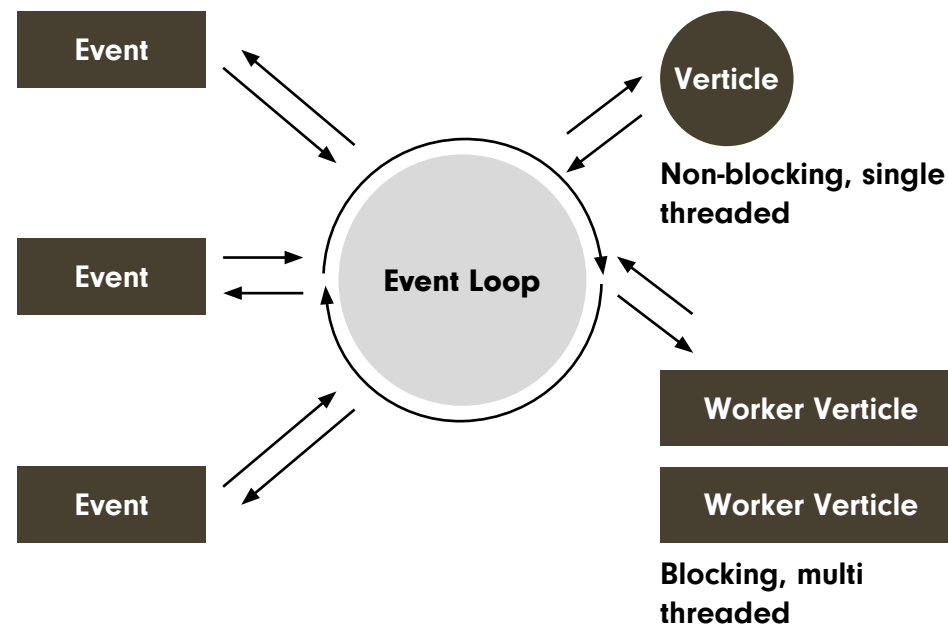 Event
Verticle
Non-blocking, single
threaded
Event
Event Loop
Worker Verticle
Event
Worker Verticle
Blocking, multi
threaded